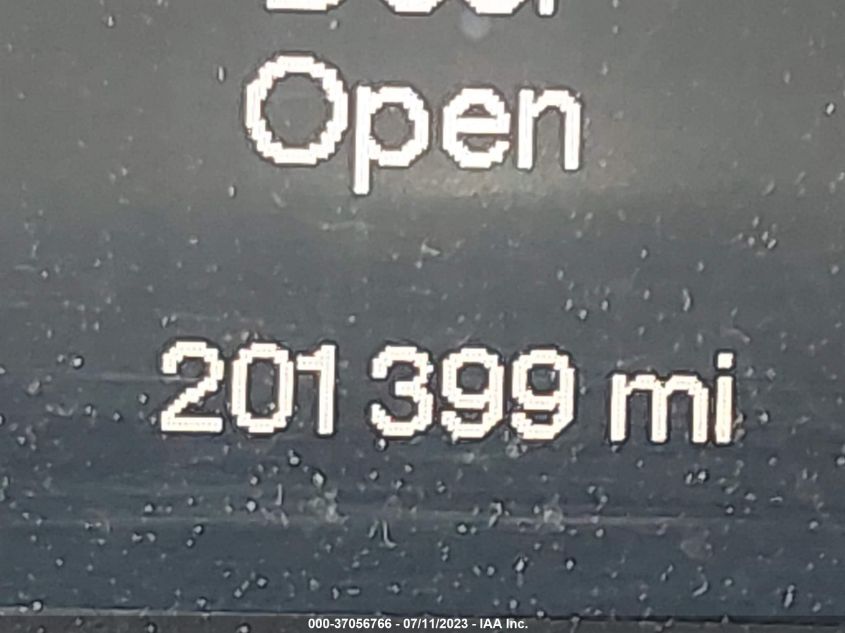 Open
201399 mi
000-37056766 - 07/11/2023 - IAA Inc.